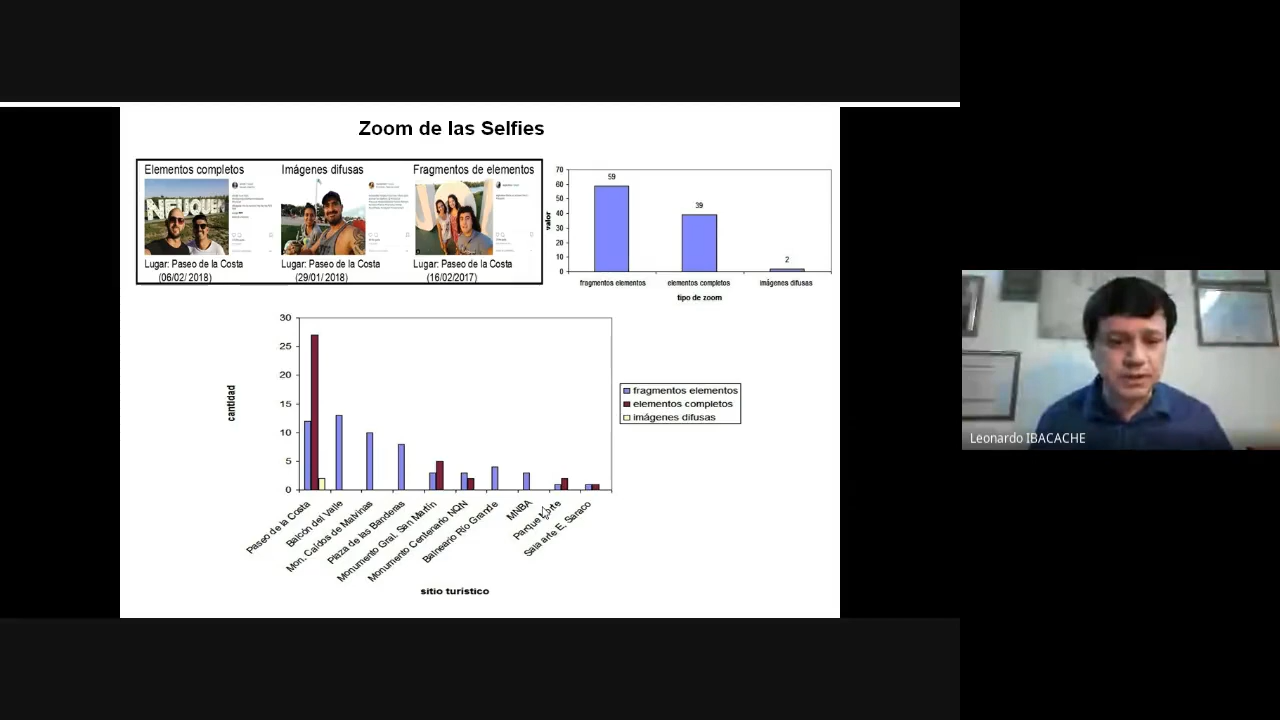 Zoom de las Selfies
Elementos completos
Imágenes difusas
Fragmentos de elementos
NEUQUEN
Lugar: Paseo de la Costa
(06/02/ 2018)
Lugar: Paseo de la Costa
(29/01/ 2018)
Lugar: Paseo de la Costa
(16/02/2017)
70
60
50
40
30
20
10
0
valor
59
39
2
fragmentos elementos
elementos completos
imágenes difusas
tipo de zoom
30
25
20
15
10
5
0
cantidad
fragmentos elementos
elementos completos
imágenes difusas
Paseo de la Costa
Balcón del Valle
Mon. Caídos de Malvinas
Plaza de las Banderas
Monumento Gral. San Martín
Monumento Centenario NQN
Balneario Río Grande
MNBA
Parque Norte
Sala arte E. Saraco
sitio turístico
Leonardo IBACACHE